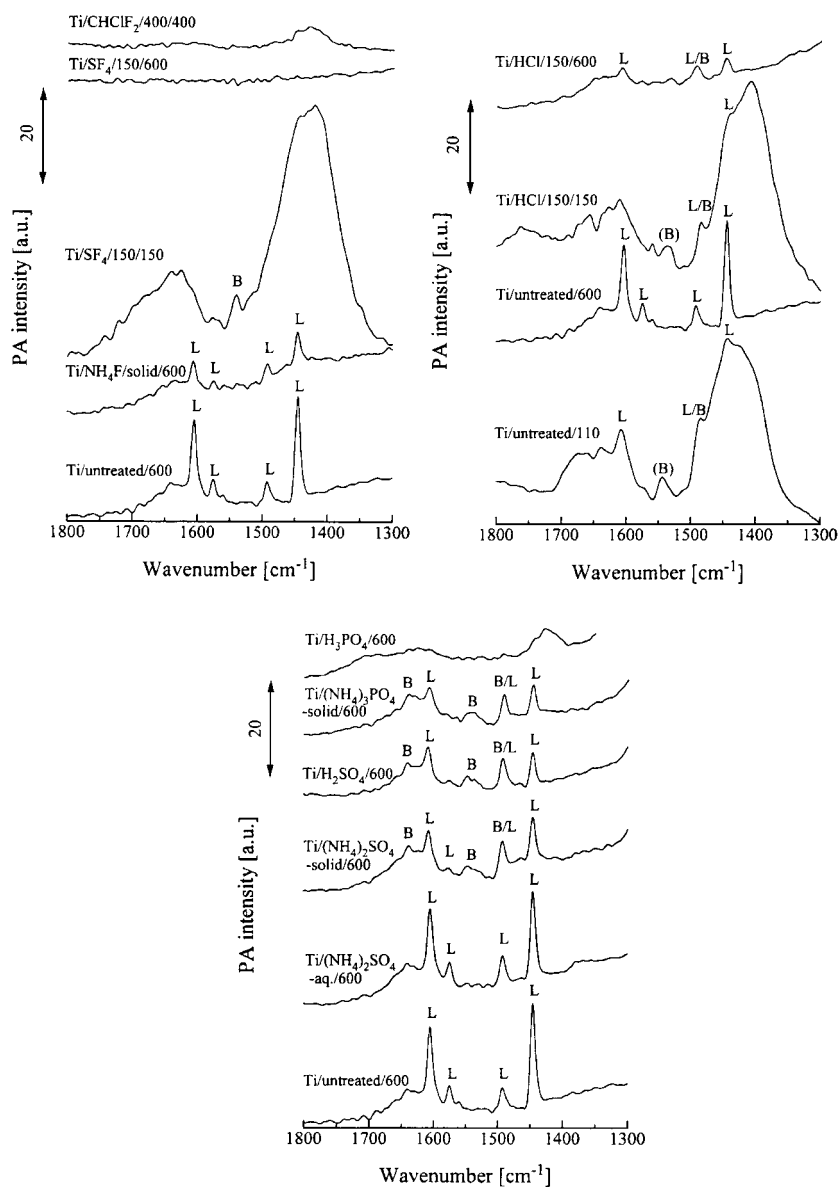 Ti/CHClF₂/400/400
Ti/SF₄/150/600
20
PA intensity [a.u.]
Ti/SF₄/150/150
B
L
L
L
L
Ti/NH₄F/solid/600
L
L
L
L
Ti/untreated/600
1800 1700 1600 1500 1400 1300
Wavenumber [cm⁻¹]
Ti/HCl/150/600
L
L/B
L
20
PA intensity [a.u.]
L
Ti/HCl/150/150
L/B
(B)
L
L
Ti/untreated/600
L
L
L
L/B
Ti/untreated/110
L
(B)
1800 1700 1600 1500 1400 1300
Wavenumber [cm⁻¹]
Ti/H₃PO₄/600
20
PA intensity [a.u.]
B
L
B/L
L
Ti/(NH₄)₃PO₄
-solid/600
B
B
L
B/L
L
Ti/H₂SO₄/600
B
B
L
B/L
L
Ti/(NH₄)₂SO₄
-solid/600
L
B
L
L
L
L
Ti/(NH₄)₂SO₄
-aq./600
L
L
L
L
Ti/untreated/600
1800 1700 1600 1500 1400 1300
Wavenumber [cm⁻¹]